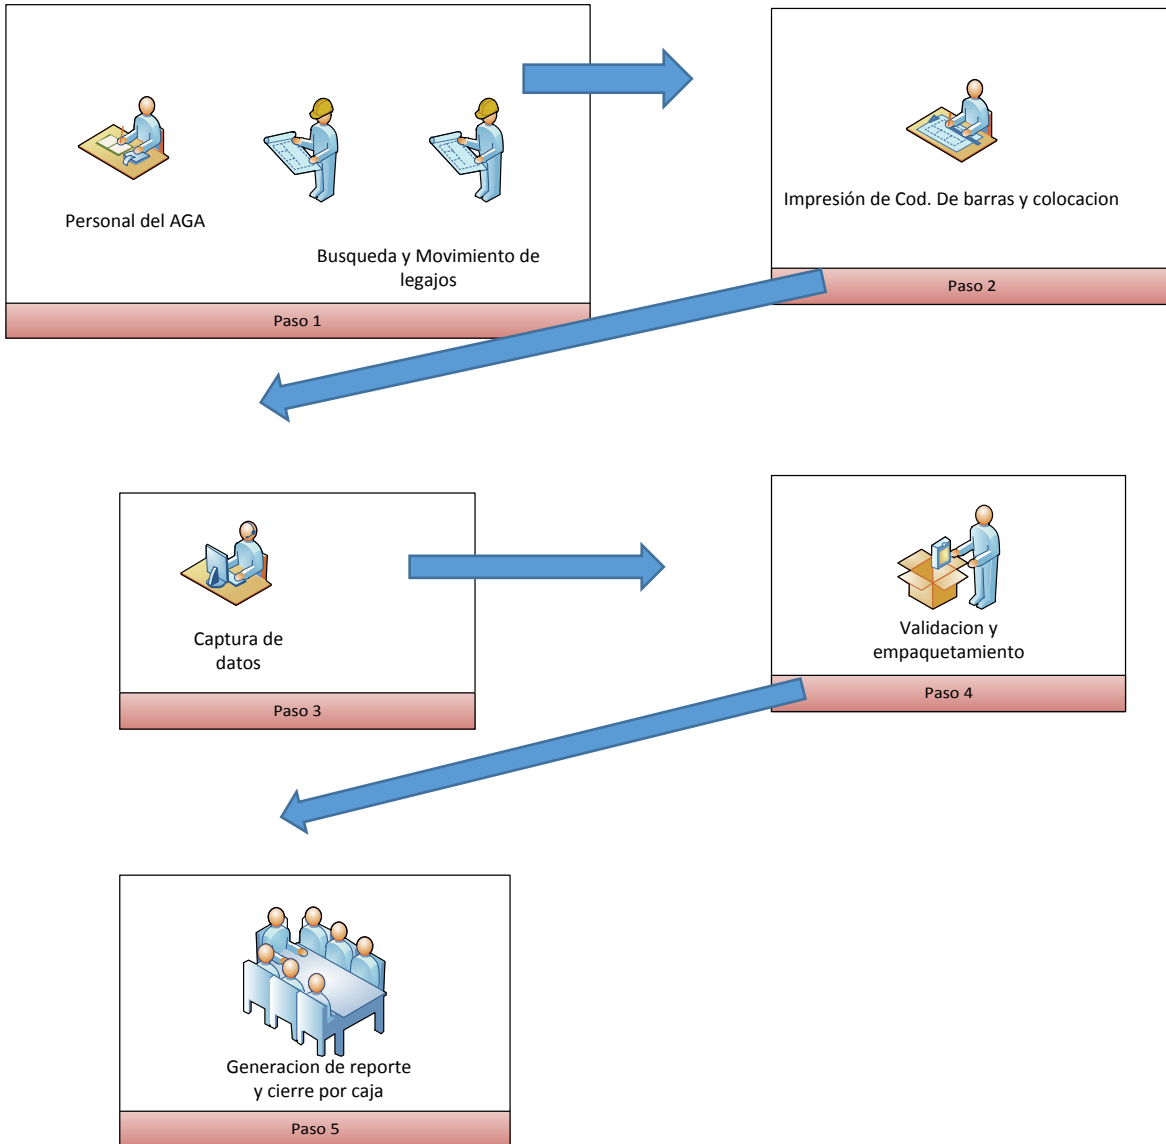 Personal del AGA
Busqueda y Movimiento de
legajos
Paso 1
Impresión de Cod. De barras y colocacion
Paso 2
Captura de
datos
Paso 3
Validacion y
empaquetamiento
Paso 4
Generacion de reporte
y cierre por caja
Paso 5